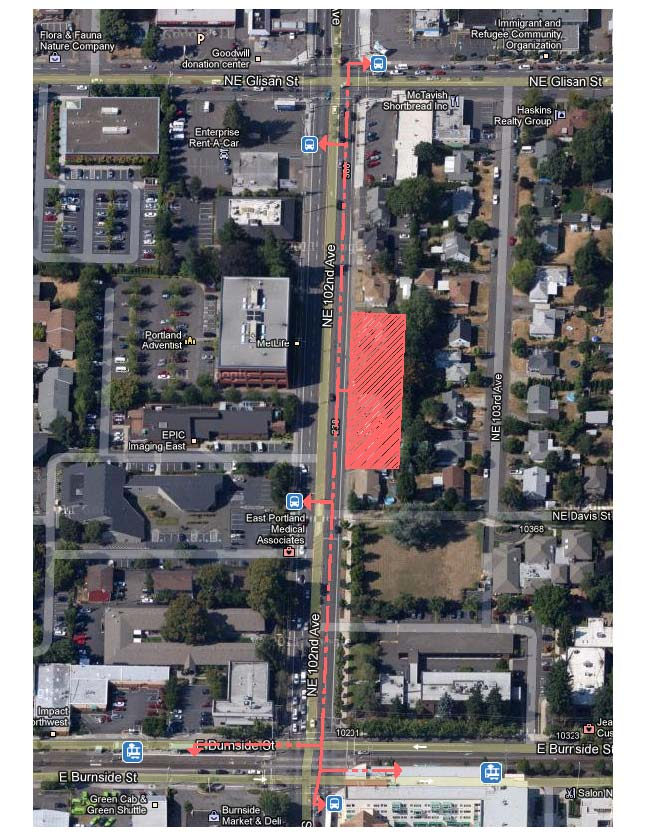 Flora & Fauna
Nature Company
P
Goodwill
donation center
Ave
Immigrant and
Refugee Community
Organization
NE Glisan St
NE Glisan St
McTavish
Shortbread Inc
Haskins
Realty Group
Enterprise
Rent-A-Car
NE 102nd Ave
Portland
Adventist
MetLife
NE 103rd Ave
EPIC
Imaging East
East Portland
Medical
Associates
NE Davis St
10368
NE 102nd Ave
Impact
orthwest
10231
10323
Jea
Cus
E Burnside St
E Burnside St
E Burnside St
Green Cab &
Green Shuttle
Burnside
Market & Deli
S
Salon N